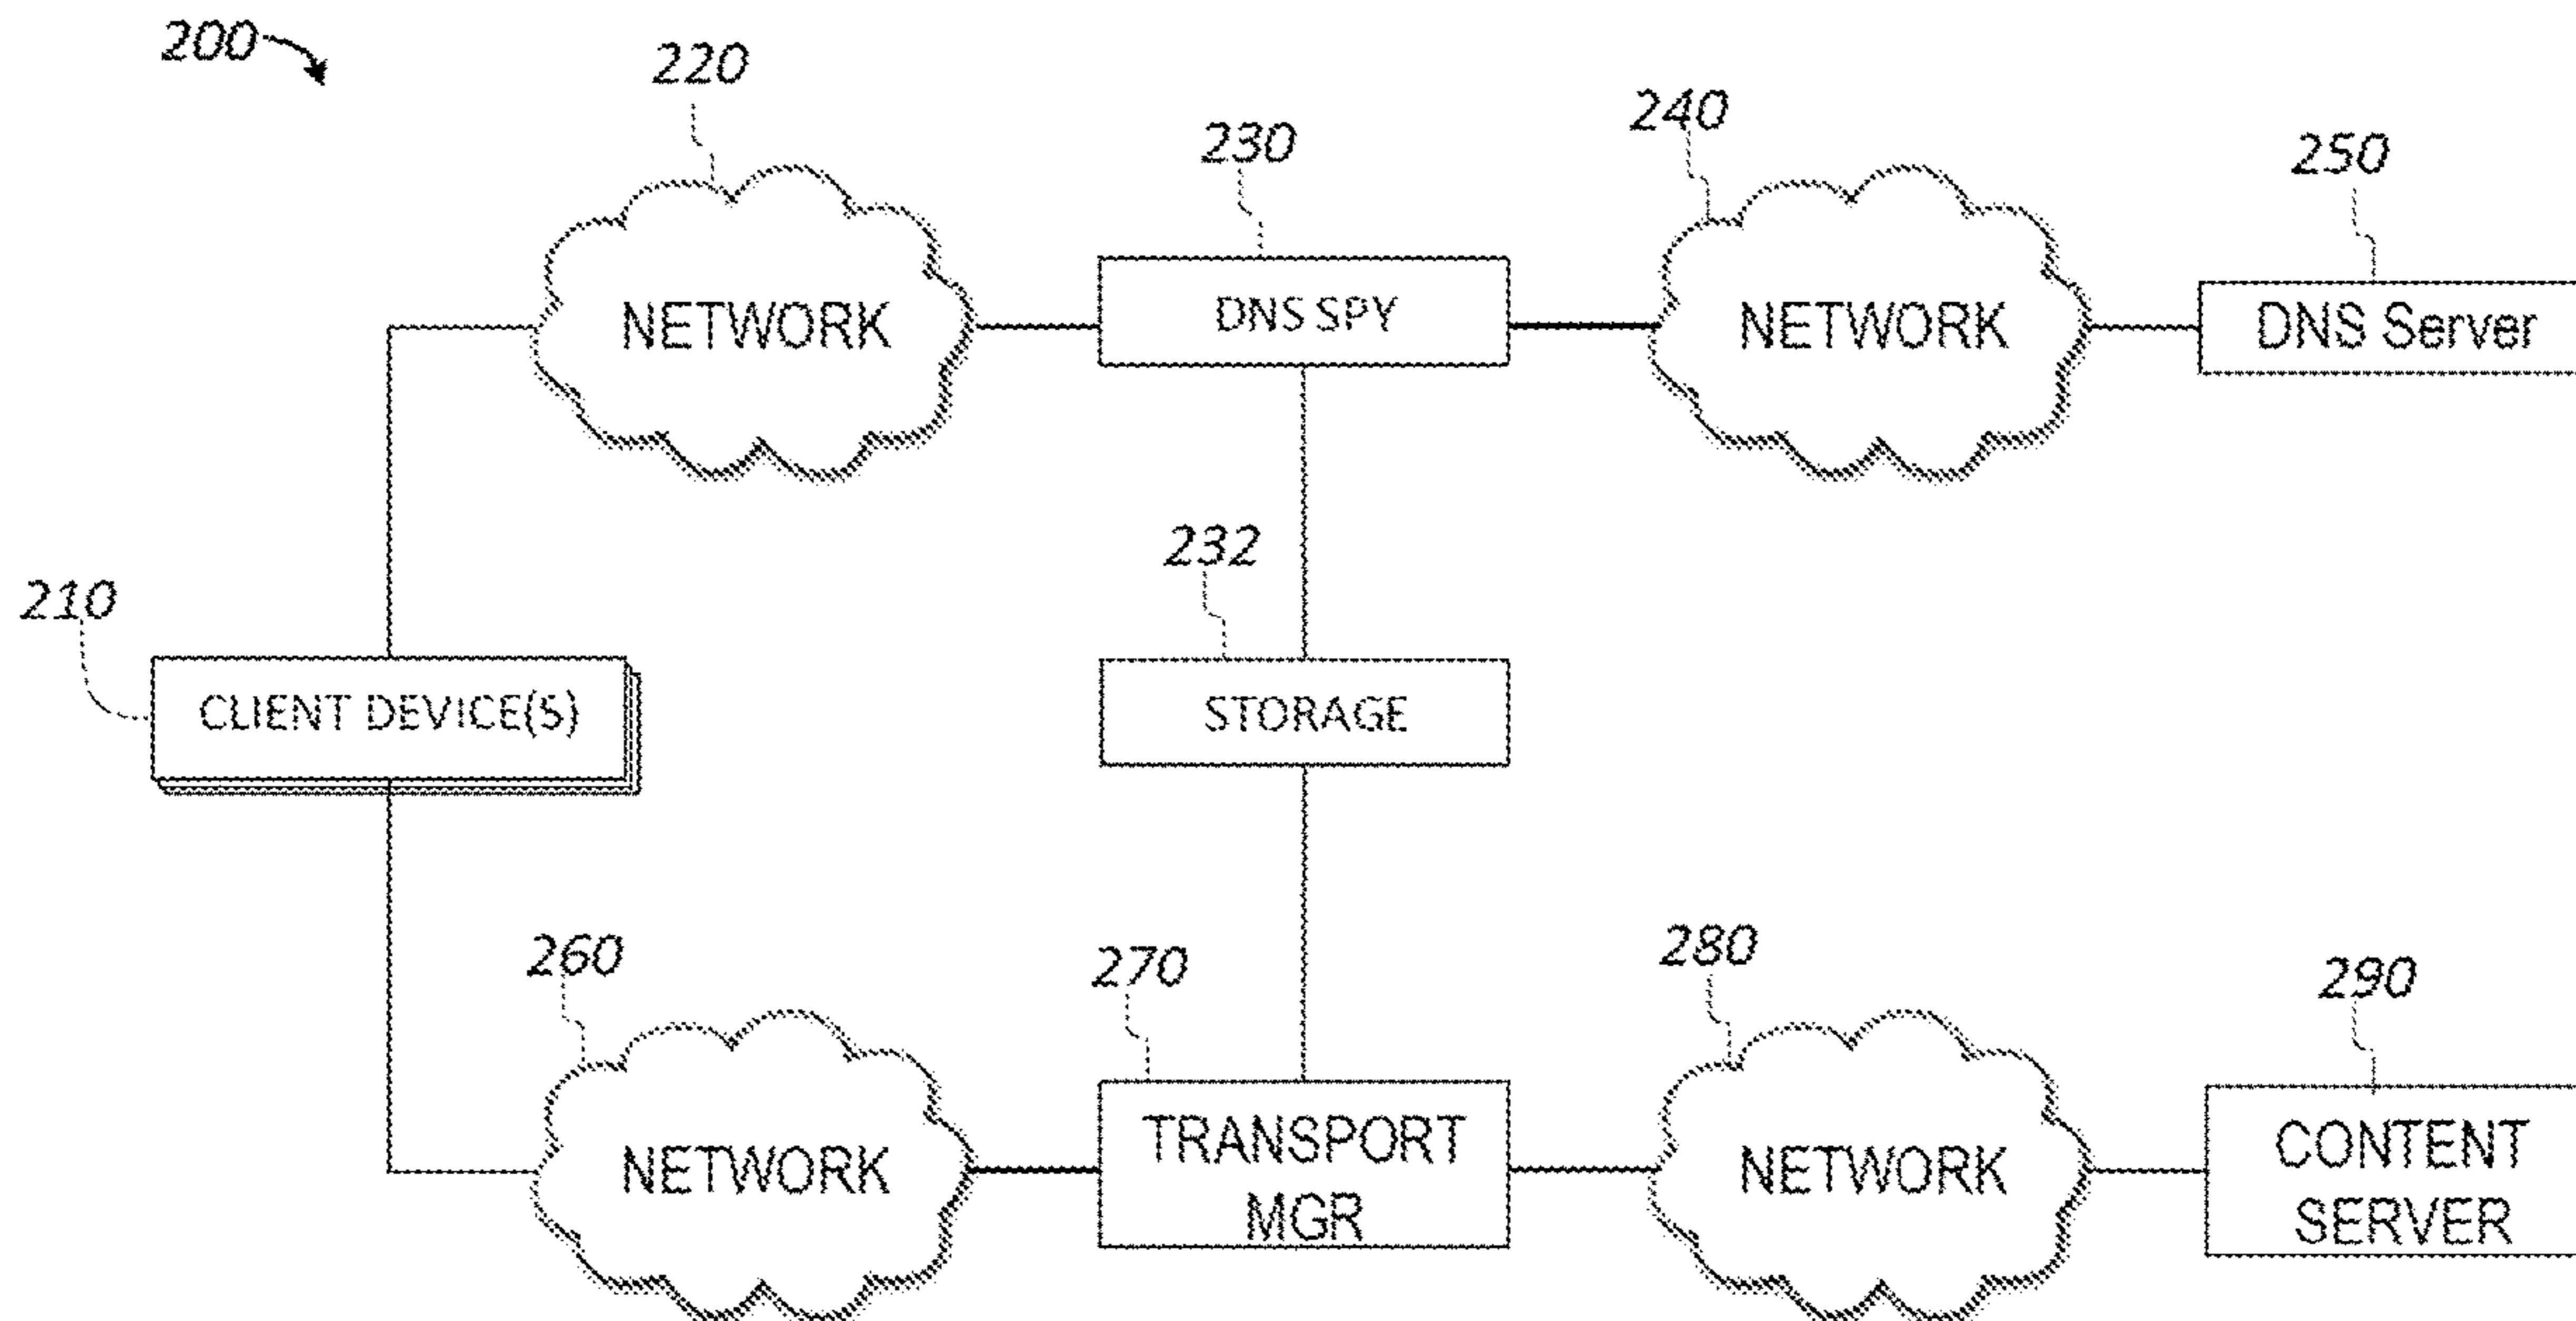 200
220
230
240
250
NETWORK
DNS SPY
NETWORK
DNS Server
232
210
CLIENT DEVICE(S)
STORAGE
260
270
280
290
NETWORK
TRANSPORT
MGR
NETWORK
CONTENT
SERVER